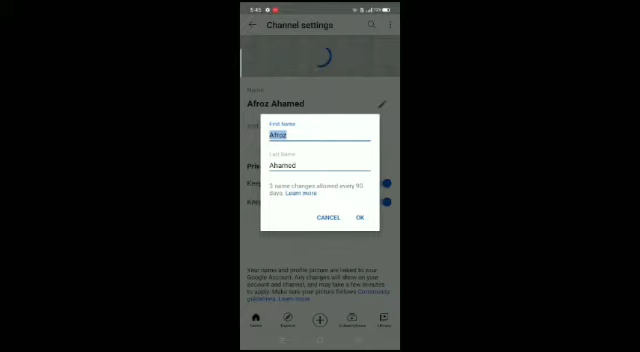 5:45
Channel settings
Name
Afroz Ahamed
First Name
Afroz
Last Name
Ahamed
3 name changes allowed every 90
days. Learn more
CANCEL OK
Your name and profile picture are linked to your
Google Account. Any changes will show on your
account and channel, and may take a few minutes
to apply. Make sure your picture follows Community
guidelines. Learn more
Home Explore Subscriptions Library